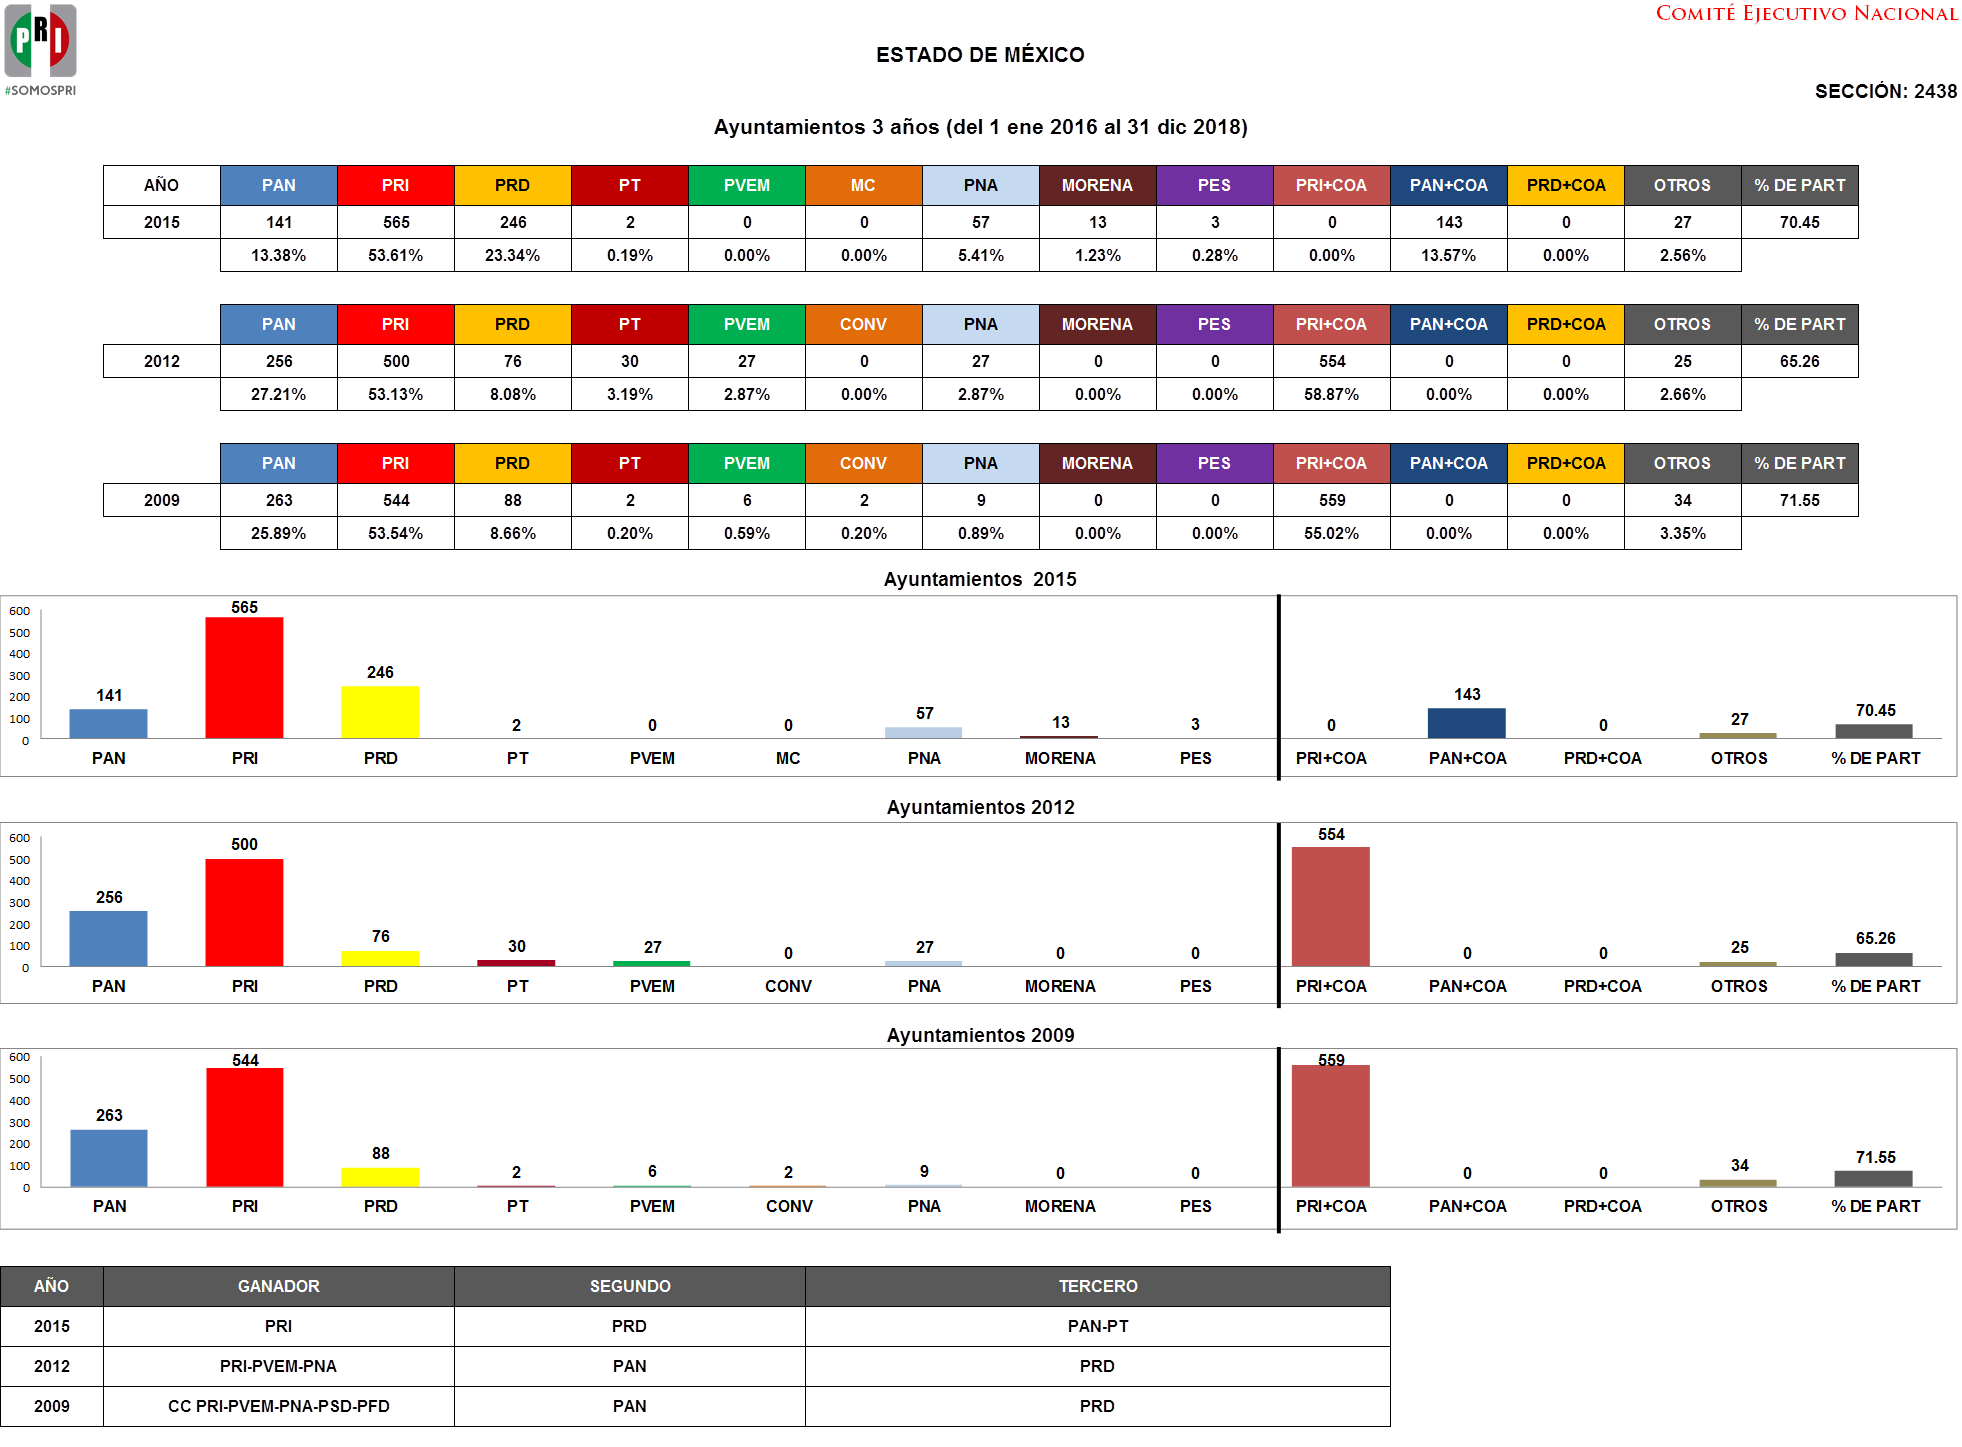 PRI
#SOMOSPRI
COMITÉ EJECUTIVO NACIONAL
ESTADO DE MÉXICO
SECCIÓN: 2438
Ayuntamientos 3 años (del 1 ene 2016 al 31 dic 2018)
AÑO PAN PRI PRD PT PVEM MC PNA MORENA PES PRI+COA PAN+COA PRD+COA OTROS % DE PART
2015 141 565 246 2 0 0 57 13 3 0 143 0 27 70.45
13.38% 53.61% 23.34% 0.19% 0.00% 0.00% 5.41% 1.23% 0.28% 0.00% 13.57% 0.00% 2.56%
PAN PRI PRD PT PVEM CONV PNA MORENA PES PRI+COA PAN+COA PRD+COA OTROS % DE PART
2012 256 500 76 30 27 0 27 0 0 554 0 0 25 65.26
27.21% 53.13% 8.08% 3.19% 2.87% 0.00% 2.87% 0.00% 0.00% 58.87% 0.00% 0.00% 2.66%
PAN PRI PRD PT PVEM CONV PNA MORENA PES PRI+COA PAN+COA PRD+COA OTROS % DE PART
2009 263 544 88 2 6 2 9 0 0 559 0 0 34 71.55
25.89% 53.54% 8.66% 0.20% 0.59% 0.20% 0.89% 0.00% 0.00% 55.02% 0.00% 0.00% 3.35%
Ayuntamientos 2015
600
500
400
300
200
100
0
141 565 246 2 0 0 57 13 3 0 143 0 27 70.45
PAN PRI PRD PT PVEM MC PNA MORENA PES PRI+COA PAN+COA PRD+COA OTROS % DE PART
Ayuntamientos 2012
600
500
400
300
200
100
0
256 500 76 30 27 0 27 0 0 554 0 0 25 65.26
PAN PRI PRD PT PVEM CONV PNA MORENA PES PRI+COA PAN+COA PRD+COA OTROS % DE PART
Ayuntamientos 2009
600
500
400
300
200
100
0
263 544 88 2 6 2 9 0 0 559 0 0 34 71.55
PAN PRI PRD PT PVEM CONV PNA MORENA PES PRI+COA PAN+COA PRD+COA OTROS % DE PART
AÑO GANADOR SEGUNDO TERCERO
2015 PRI PRD PAN-PT
2012 PRI-PVEM-PNA PAN PRD
2009 CC PRI-PVEM-PNA-PSD-PFD PAN PRD